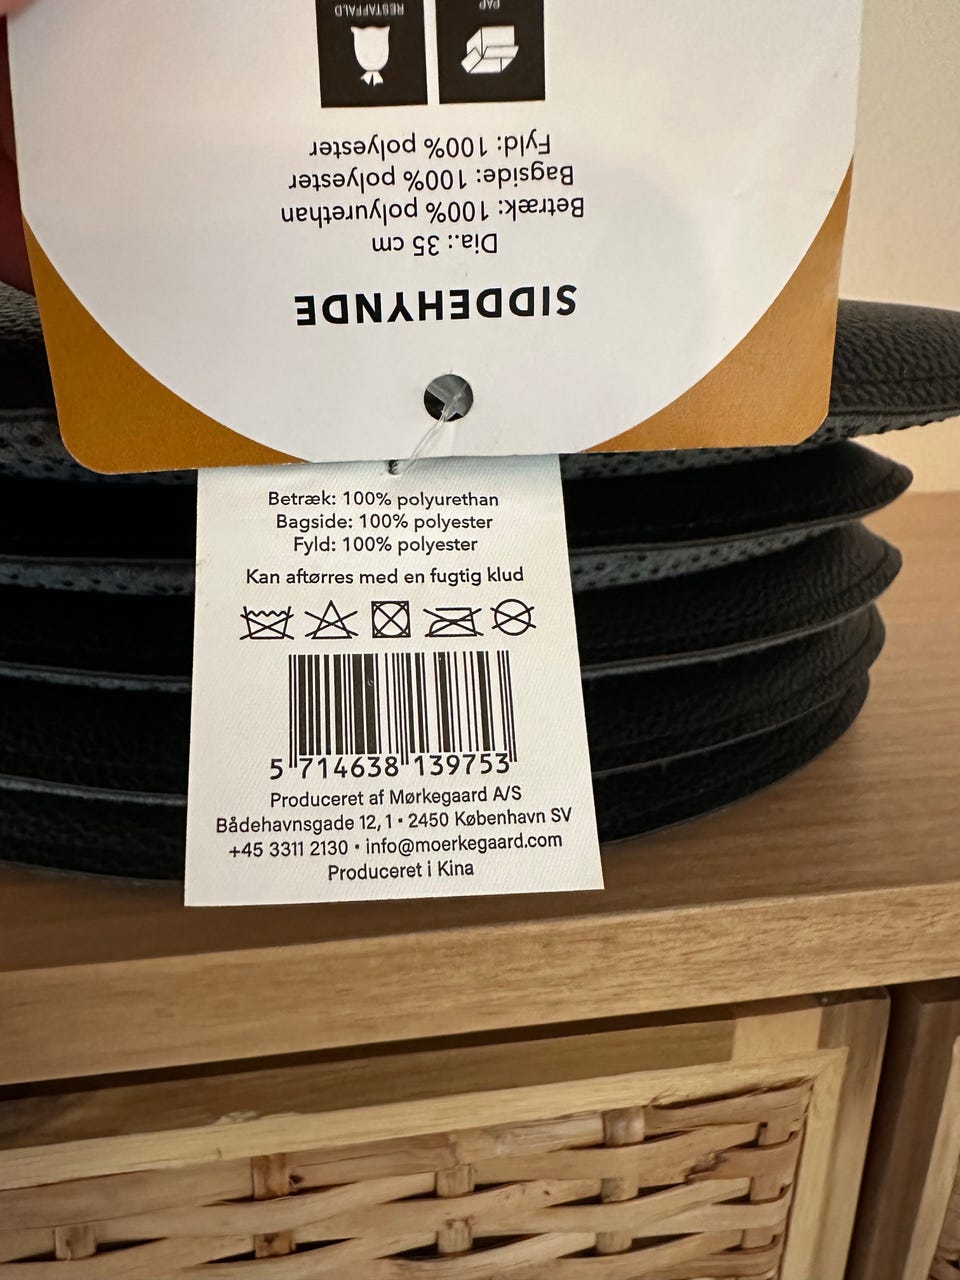 SIDDEHYNDE
Dia.: 35 cm
Betræk: 100% polyurethan
Bagside: 100% polyester
Fyld: 100% polyester
PAP
RESTAFFALD
Betræk: 100% polyurethan
Bagside: 100% polyester
Fyld: 100% polyester
Kan aftørres med en fugtig klud
5 714638 139753
Produceret af Mørkegaard A/S
Bådehavnsgade 12, 1 • 2450 København SV
+45 3311 2130 • info@moerkegaard.com
Produceret i Kina